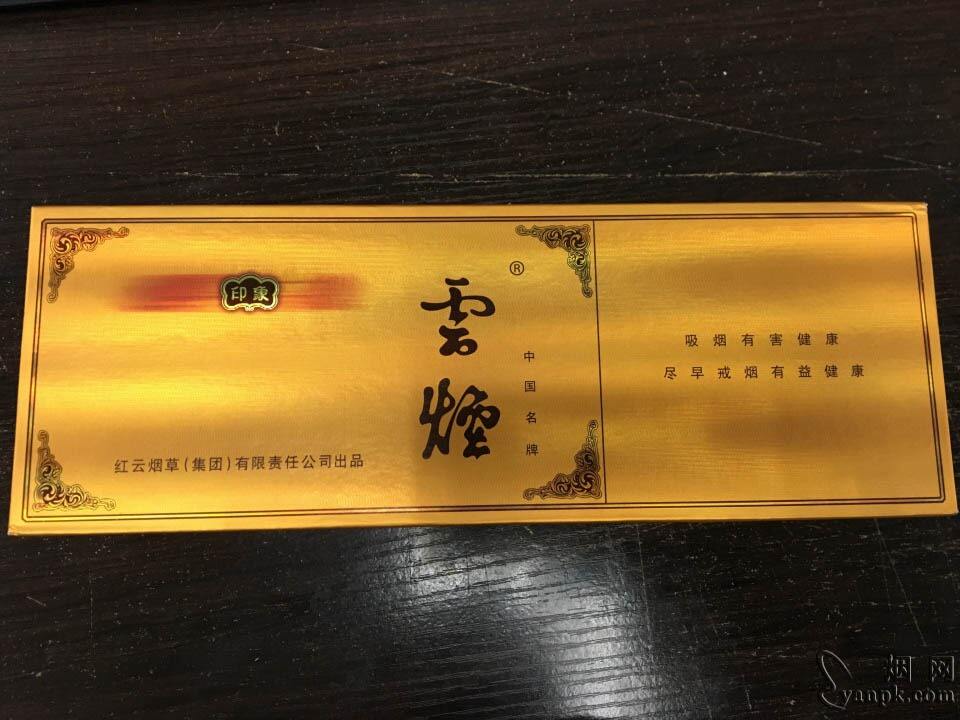 印象
雲煙
®
中国名牌
红云烟草(集团)有限责任公司出品
吸烟有害健康
尽早戒烟有益健康
烟网
yanpk.com